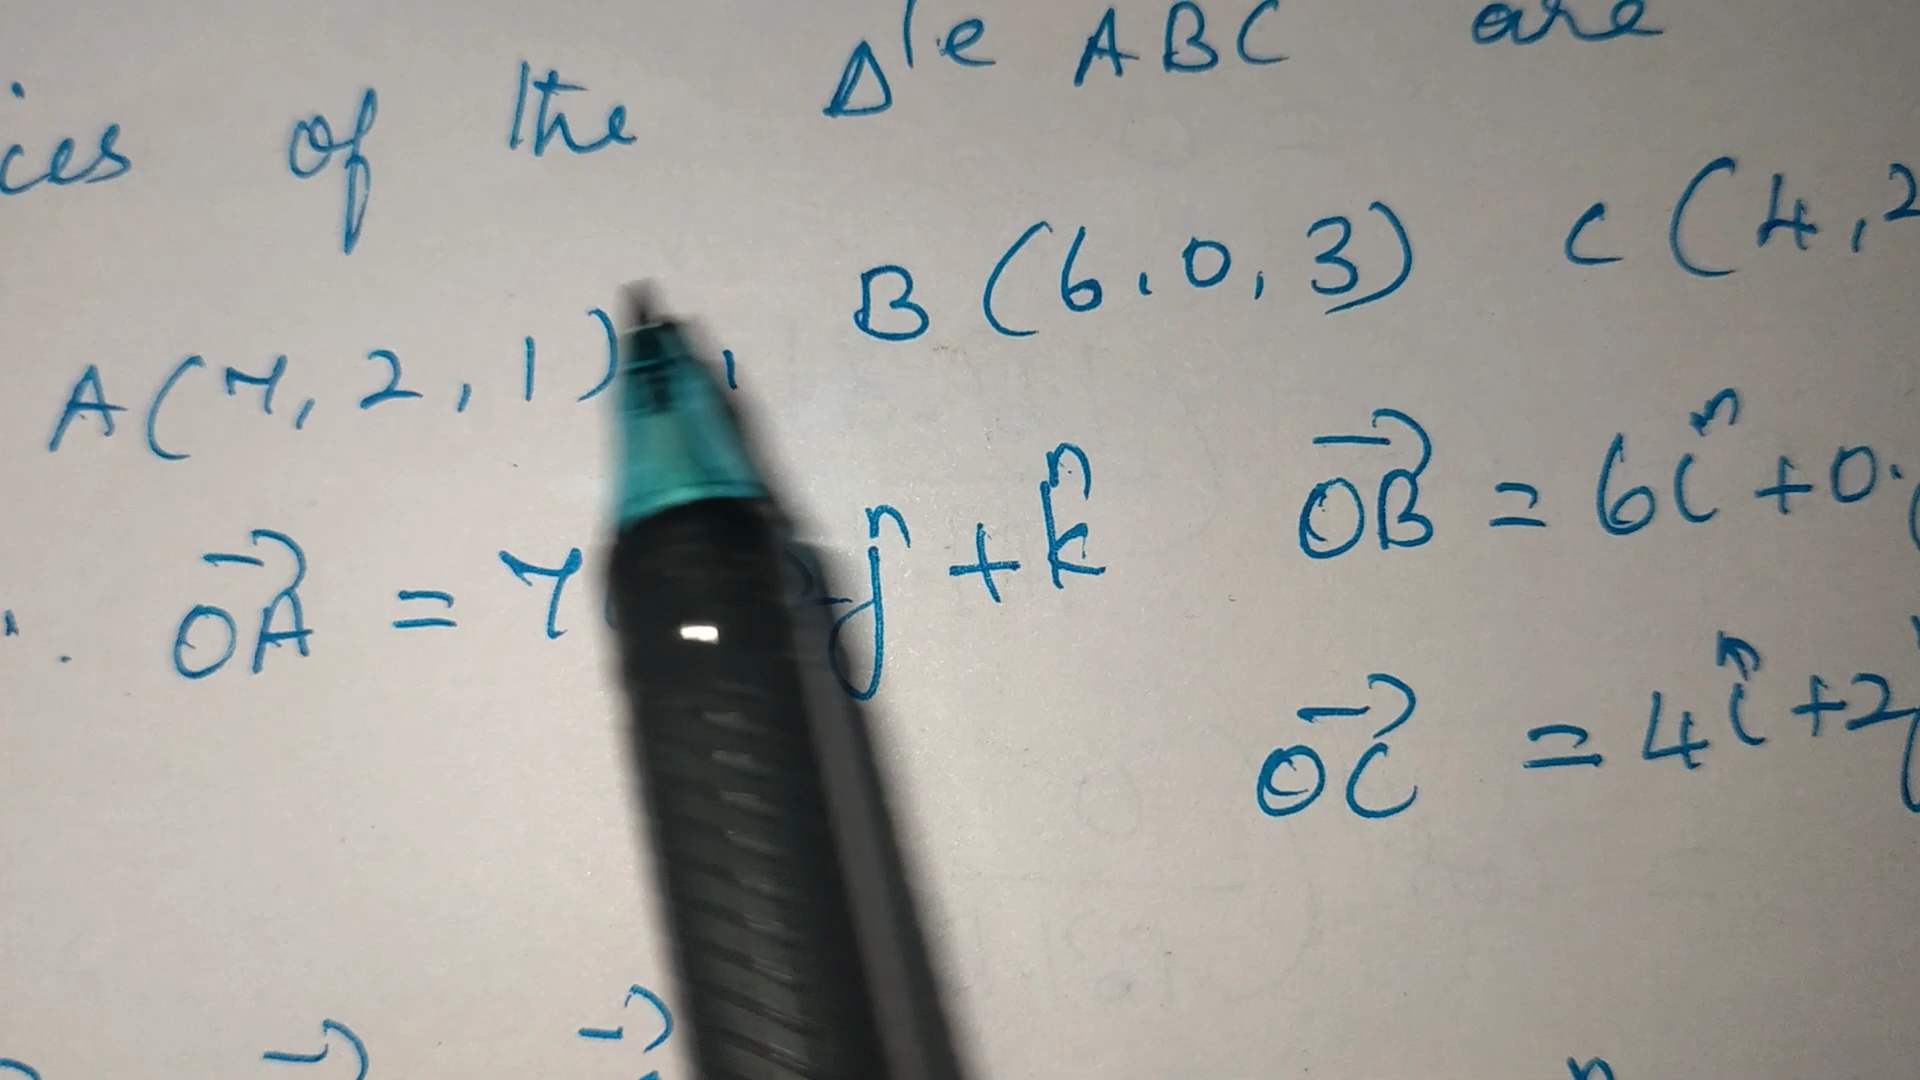 ces of the Δle ABC are
A(7, 2, 1), B(6, 0, 3) C(4, 2
∴ OA⃗ = 7 j^ + k^ OB⃗ = 6i^ + 0.
OC⃗ = 4i^ + 2